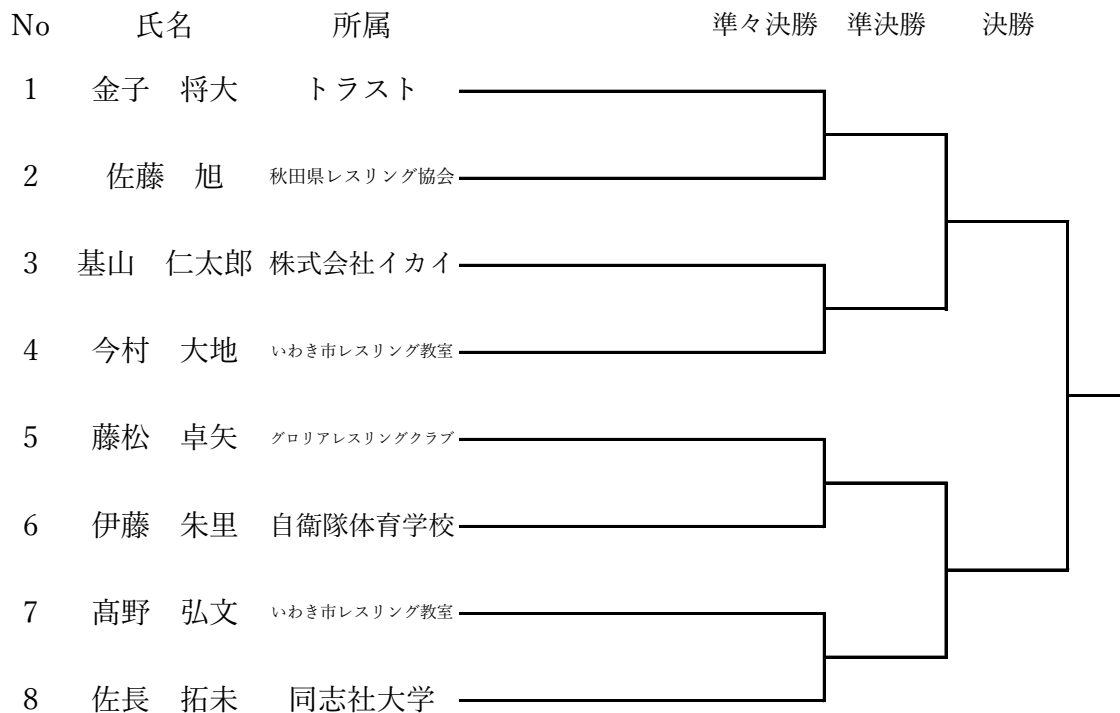 No 氏名 所属 準々決勝 準決勝 決勝
1 金子 将大 トラスト
2 佐藤 旭 秋田県レスリング協会
3 基山 仁太郎 株式会社イカイ
4 今村 大地 いわき市レスリング教室
5 藤松 卓矢 グロリアレスリングクラブ
6 伊藤 朱里 自衛隊体育学校
7 髙野 弘文 いわき市レスリング教室
8 佐長 拓未 同志社大学